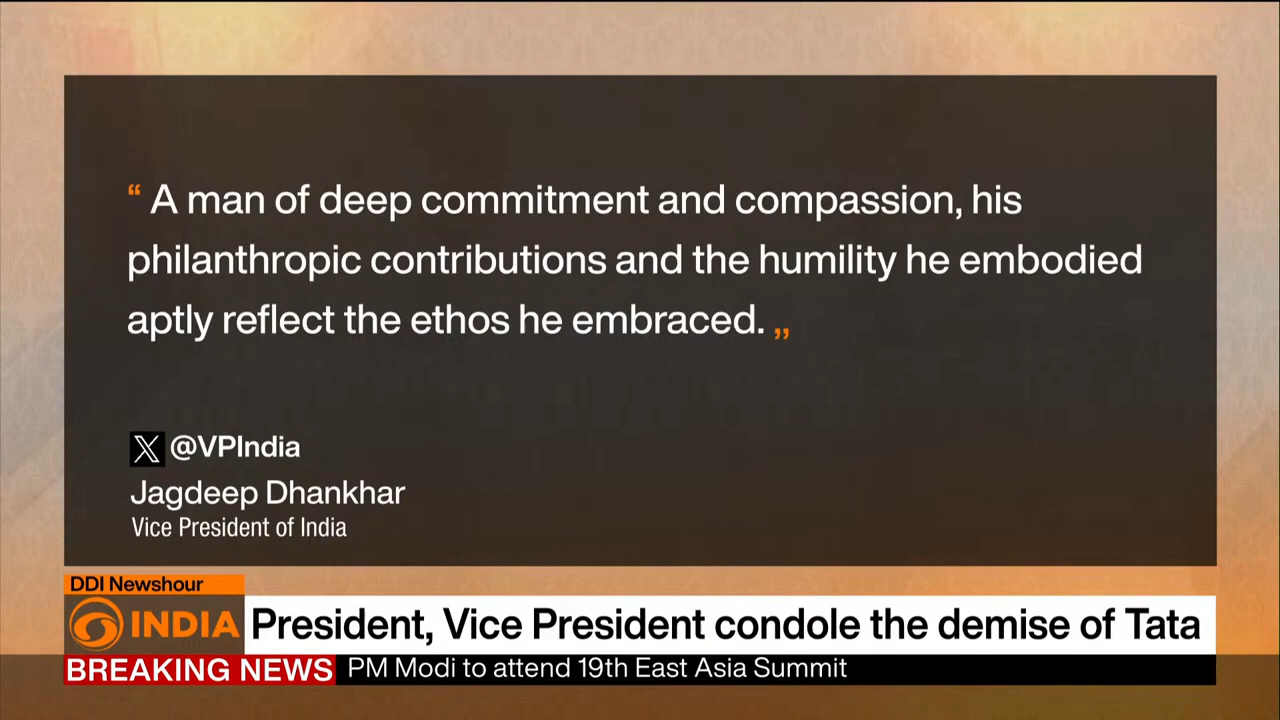 “ A man of deep commitment and compassion, his
philanthropic contributions and the humility he embodied
aptly reflect the ethos he embraced. „
X @VPIndia
Jagdeep Dhankhar
Vice President of India
DDI Newshour
INDIA
President, Vice President condole the demise of Tata
BREAKING NEWS
PM Modi to attend 19th East Asia Summit